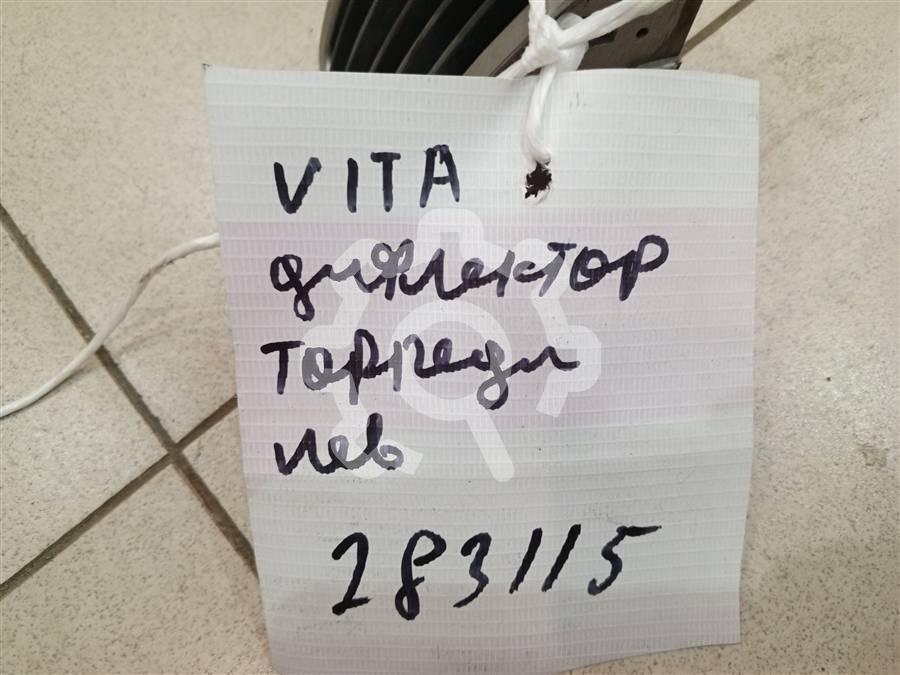 VITA
дифлектор
торпеды
лев
283115